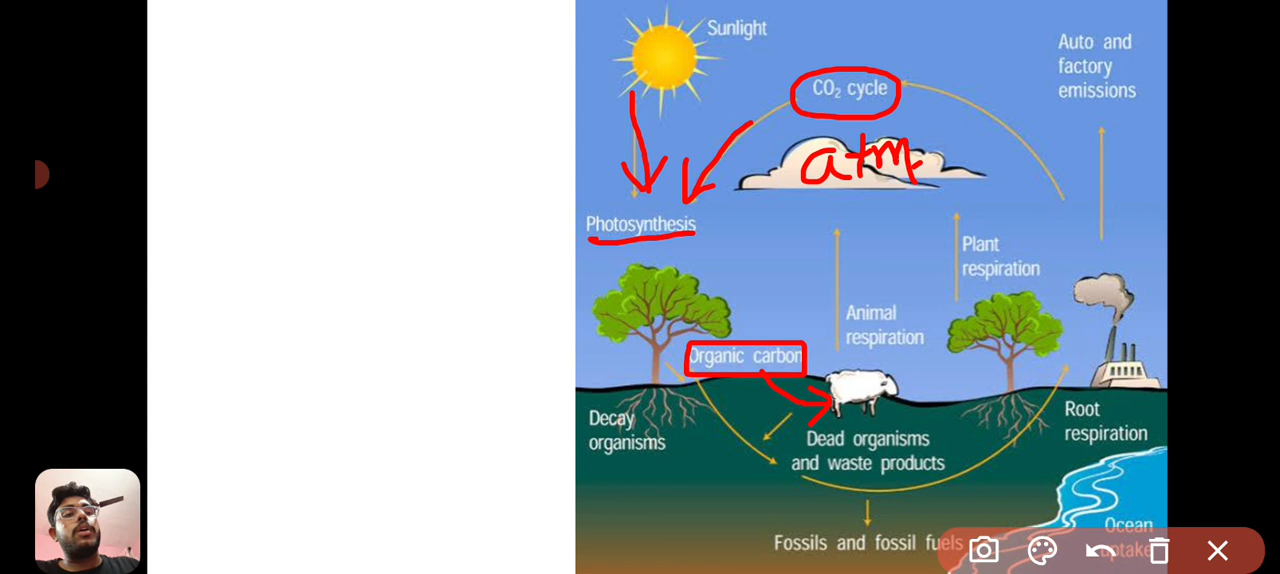 Sunlight
Auto and
factory
emissions
CO₂ cycle
atm
Photosynthesis
Plant
respiration
Animal
respiration
Organic carbon
Decay
organisms
Root
respiration
Dead organisms
and waste products
Fossils and fossil fuels
Ocean
uptake